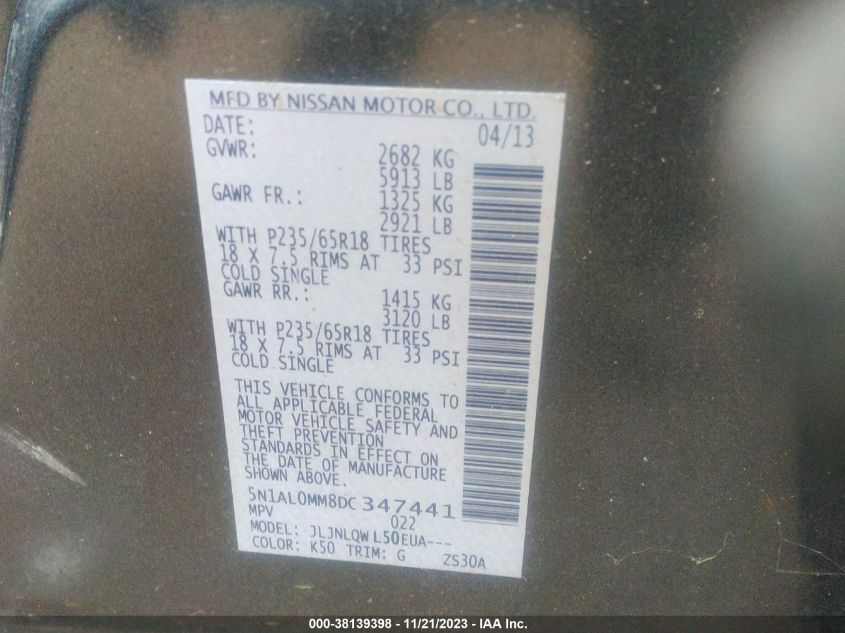 MFD BY NISSAN MOTOR CO., LTD.
DATE: 04/13
GVWR: 2682 KG
5913 LB
GAWR FR.: 1325 KG
2921 LB
WITH P235/65R18 TIRES
18 X 7.5 RIMS AT 33 PSI
COLD SINGLE
GAWR RR.: 1415 KG
3120 LB
WITH P235/65R18 TIRES
18 X 7.5 RIMS AT 33 PSI
COLD SINGLE
THIS VEHICLE CONFORMS TO
ALL APPLICABLE FEDERAL
MOTOR VEHICLE SAFETY AND
THEFT PREVENTION
STANDARDS IN EFFECT ON
THE DATE OF MANUFACTURE
SHOWN ABOVE.
5N1AL0MM8DC347441
MPV 022
MODEL: JLJNLQWL50EUA---
COLOR: K50 TRIM: G ZS30A
000-38139398 - 11/21/2023 - IAA Inc.